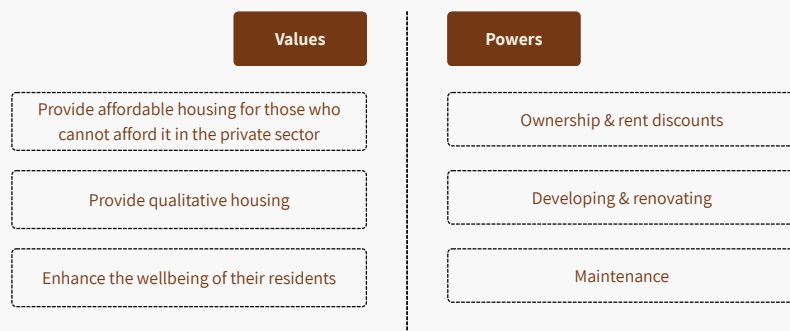 Values
Provide affordable housing for those who
cannot afford it in the private sector
Provide qualitative housing
Enhance the wellbeing of their residents
Powers
Ownership & rent discounts
Developing & renovating
Maintenance